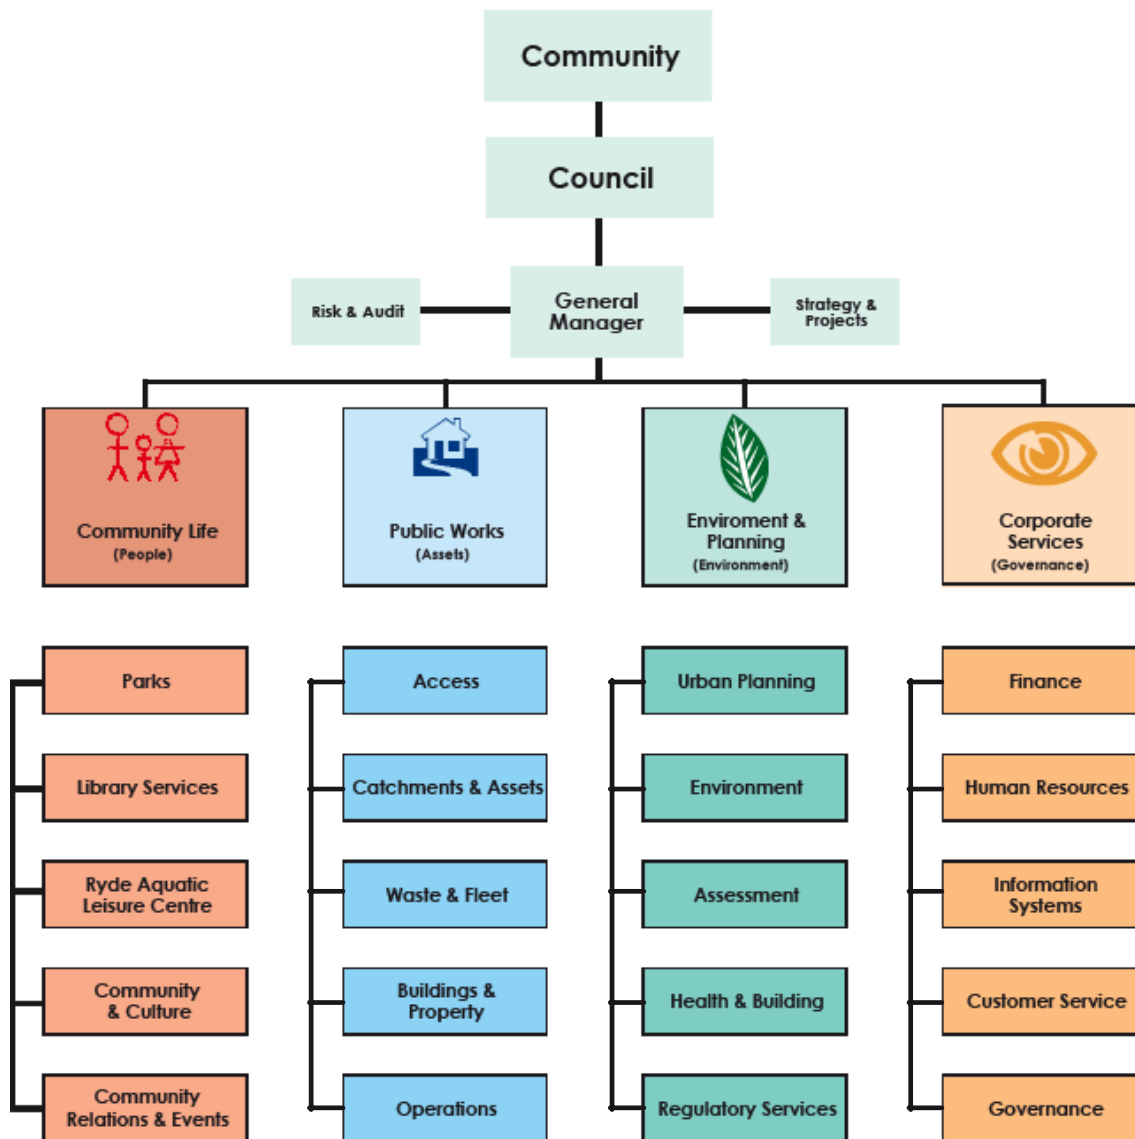 Community
Council
Risk & Audit
General
Manager
Strategy &
Projects
Community Life
(People)
Public Works
(Assets)
Enviroment &
Planning
(Environment)
Corporate
Services
(Governance)
Parks
Access
Urban Planning
Finance
Library Services
Catchments & Assets
Environment
Human Resources
Ryde Aquatic
Leisure Centre
Waste & Fleet
Assessment
Information
Systems
Community
& Culture
Buildings &
Property
Health & Building
Customer Service
Community
Relations & Events
Operations
Regulatory Services
Governance